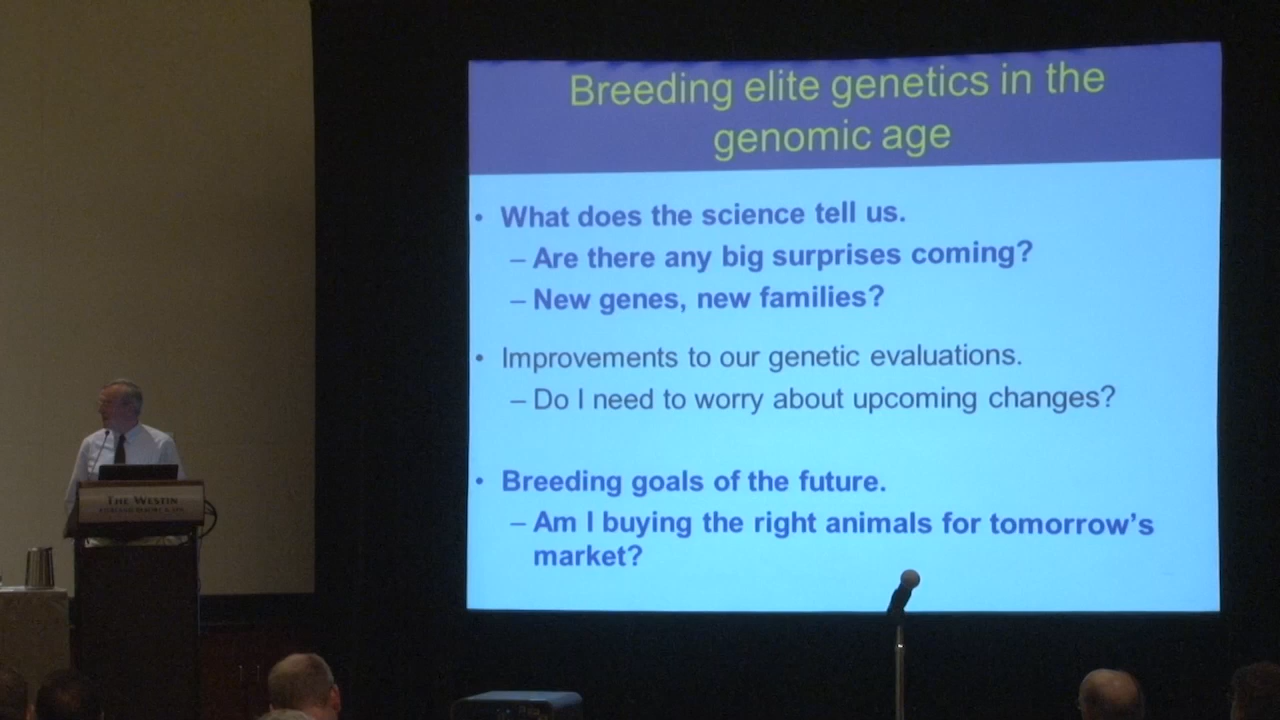 Breeding elite genetics in the
genomic age
• What does the science tell us.
– Are there any big surprises coming?
– New genes, new families?
• Improvements to our genetic evaluations.
– Do I need to worry about upcoming changes?
• Breeding goals of the future.
– Am I buying the right animals for tomorrow's
market?
THE WESTIN